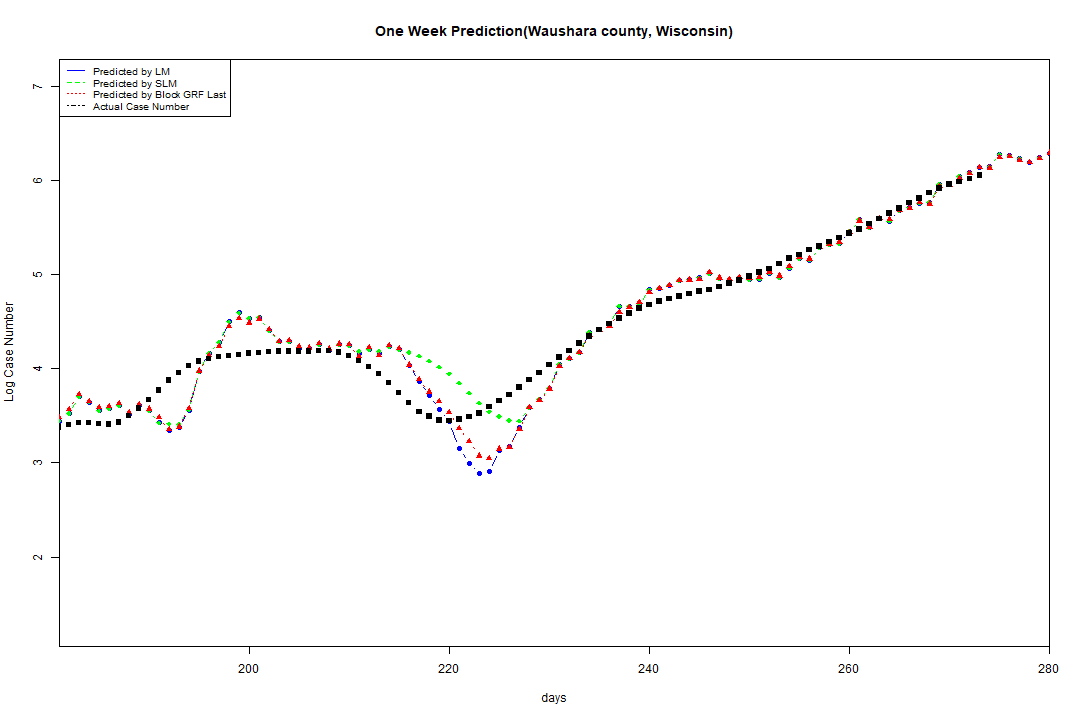 One Week Prediction(Waushara county, Wisconsin)
Predicted by LM
Predicted by SLM
Predicted by Block GRF Last
Actual Case Number
7
6
5
4
3
2
Log Case Number
200 220 240 260 280
days